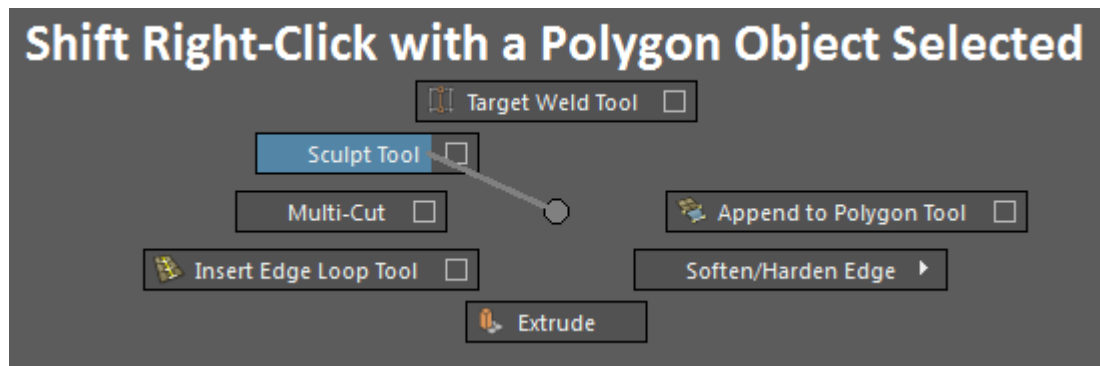 Shift Right-Click with a Polygon Object Selected
Target Weld Tool
Sculpt Tool
Multi-Cut
Append to Polygon Tool
Insert Edge Loop Tool
Soften/Harden Edge
Extrude